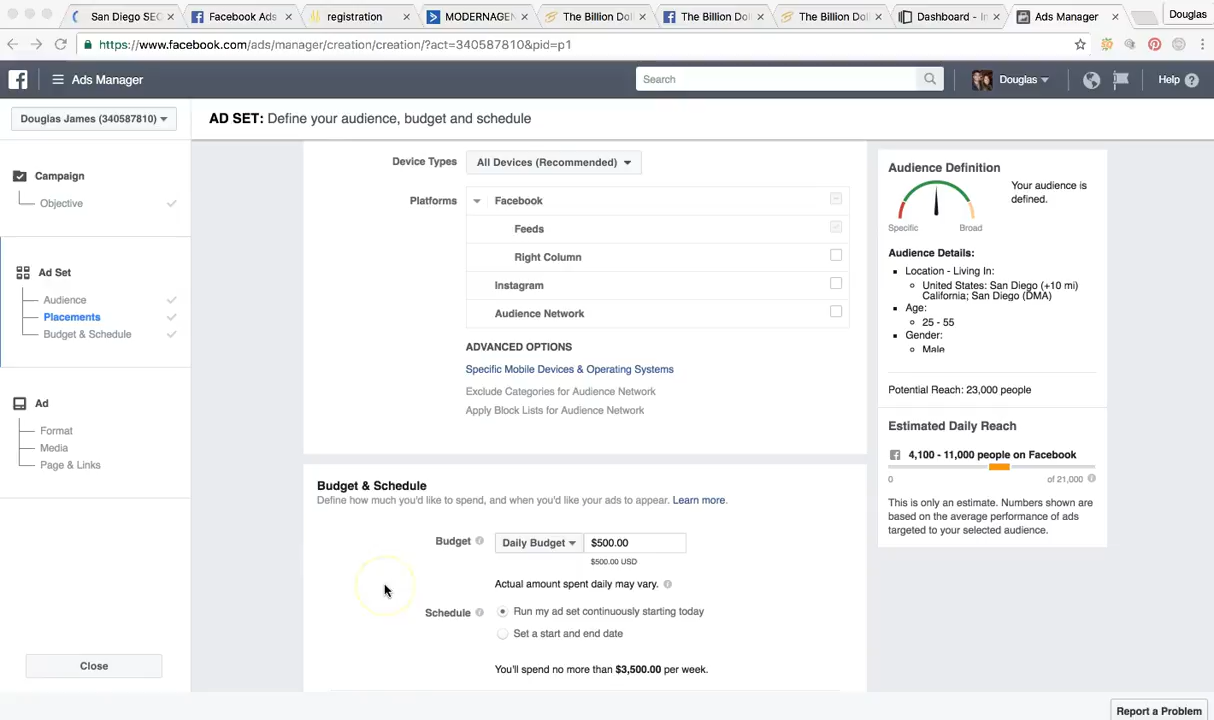 San Diego SEC
Facebook Ads
registration
MODERNAGEN
The Billion Dol
The Billion Dol
The Billion Dol
Dashboard - In
Ads Manager
Douglas
https://www.facebook.com/ads/manager/creation/creation/?act=340587810&pid=p1
Ads Manager
Search
Douglas
Help
Douglas James (340587810)
AD SET: Define your audience, budget and schedule
Campaign
Objective
Ad Set
Audience
Placements
Budget & Schedule
Ad
Format
Media
Page & Links
Close
Device Types
All Devices (Recommended)
Platforms
Facebook
Feeds
Right Column
Instagram
Audience Network
ADVANCED OPTIONS
Specific Mobile Devices & Operating Systems
Exclude Categories for Audience Network
Apply Block Lists for Audience Network
Budget & Schedule
Define how much you'd like to spend, and when you'd like your ads to appear. Learn more.
Budget
Daily Budget
$500.00
$500.00 USD
Actual amount spent daily may vary.
Schedule
Run my ad set continuously starting today
Set a start and end date
You'll spend no more than $3,500.00 per week.
Audience Definition
Your audience is
defined.
Specific
Broad
Audience Details:
Location - Living In:
United States: San Diego (+10 mi)
California; San Diego (DMA)
Age:
25 - 55
Gender:
Male
Potential Reach: 23,000 people
Estimated Daily Reach
4,100 - 11,000 people on Facebook
0
of 21,000
This is only an estimate. Numbers shown are
based on the average performance of ads
targeted to your selected audience.
Report a Problem